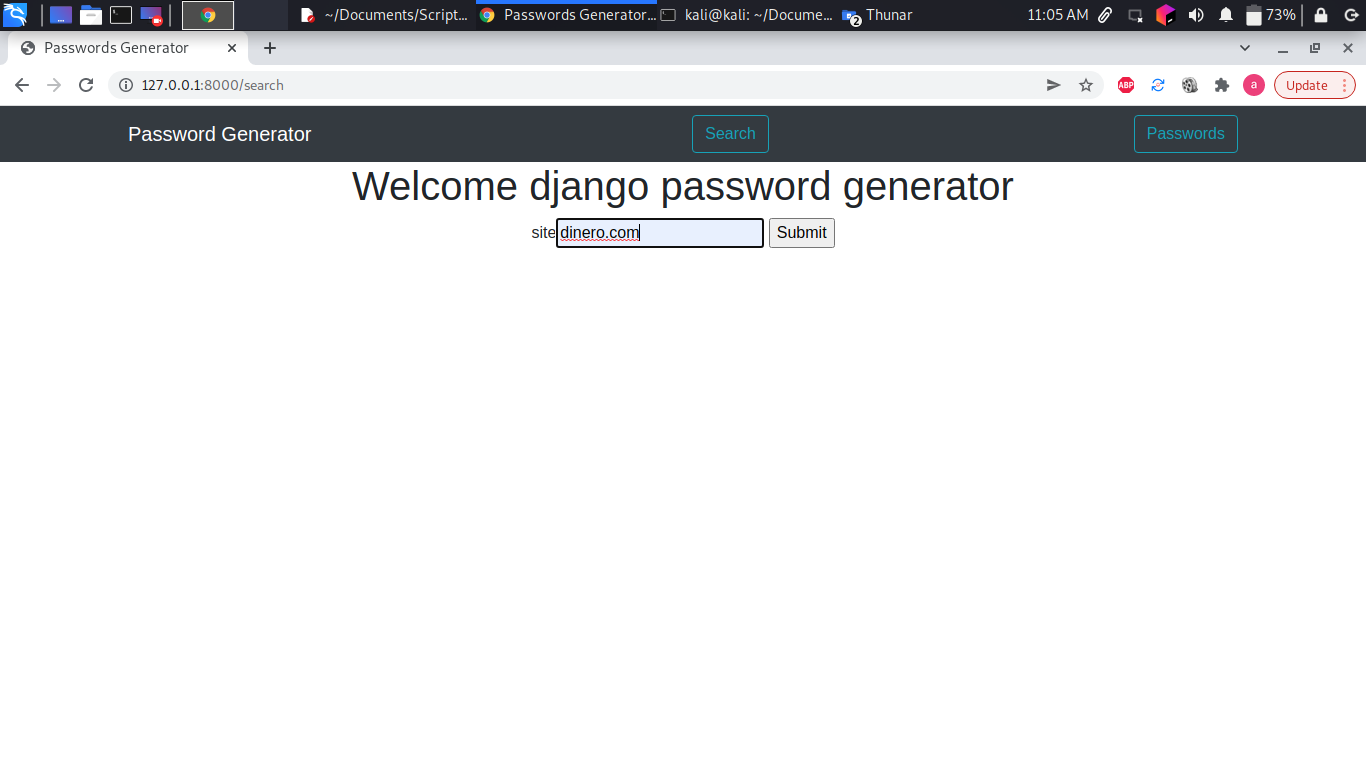 ~/Documents/Script... Passwords Generator... kali@kali: ~/Docume... 2 Thunar 11:05 AM 73%
Passwords Generator
127.0.0.1:8000/search ABP a Update
Password Generator Search Passwords
Welcome django password generator
site dinero.com Submit